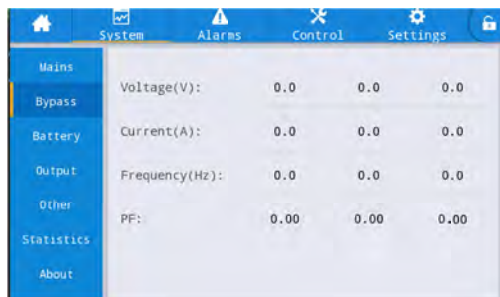 System Alarms Control Settings
Mains
Bypass
Battery
Output
Other
Statistics
About
Voltage(V): 0.0 0.0 0.0
Current(A): 0.0 0.0 0.0
Frequency(Hz): 0.0 0.0 0.0
PF: 0.00 0.00 0.00